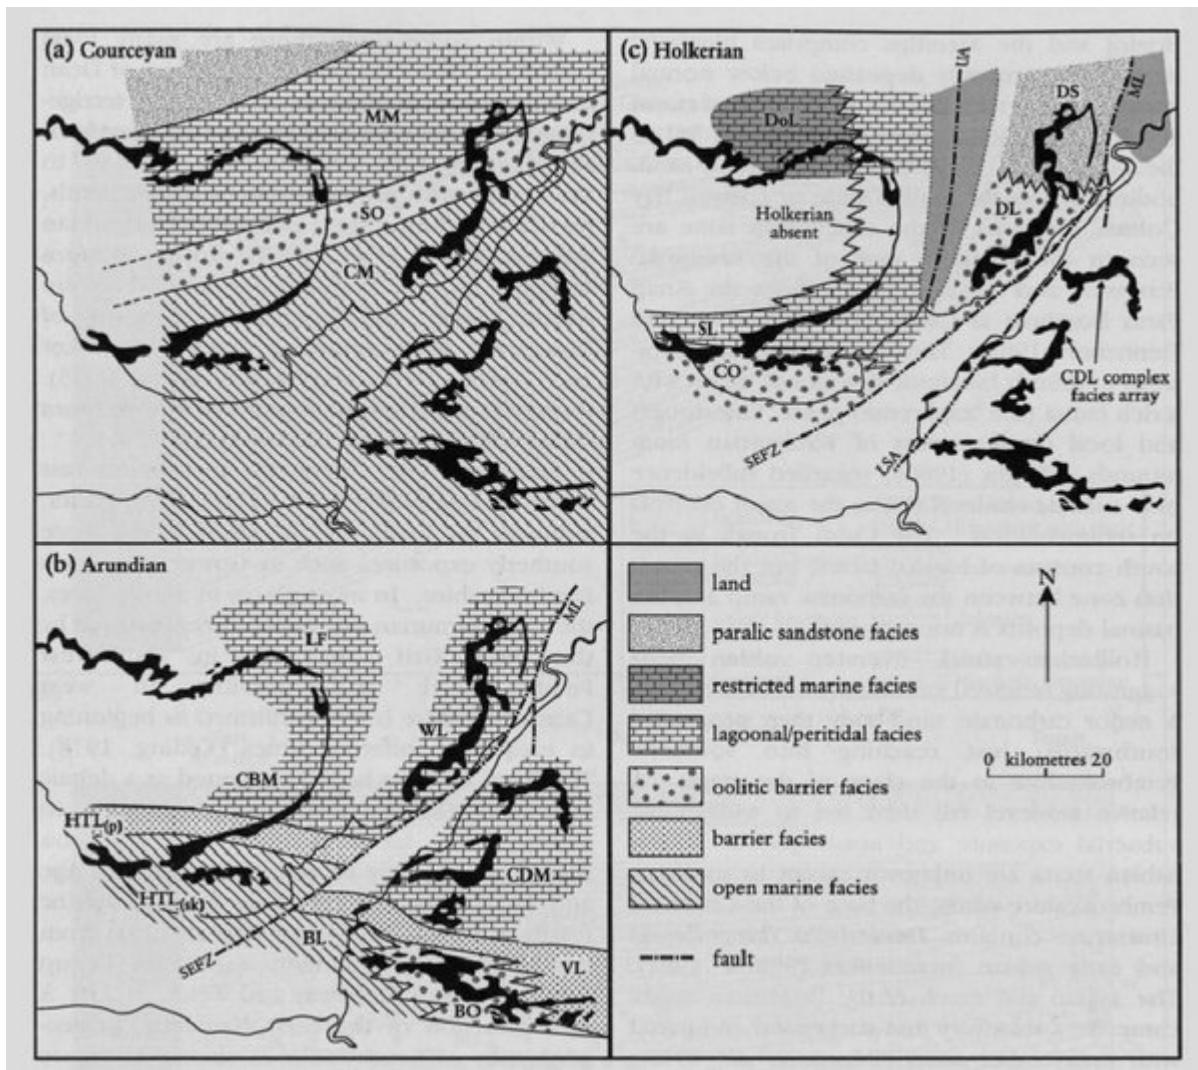 (a) Courceyan
MM
SO
CM
(c) Holkerian
UA
ML
DoL
DS
Holkerian
absent
DL
SL
CO
CDL complex
facies array
SEFZ
LSA
(b) Arundian
ML
LF
WL
CBM
HTL(p)
CDM
HTL(sk)
BL
SEFZ
VL
BO
land
paralic sandstone facies
restricted marine facies
lagoonal/peritidal facies
oolitic barrier facies
barrier facies
open marine facies
fault
N
0 kilometres 20